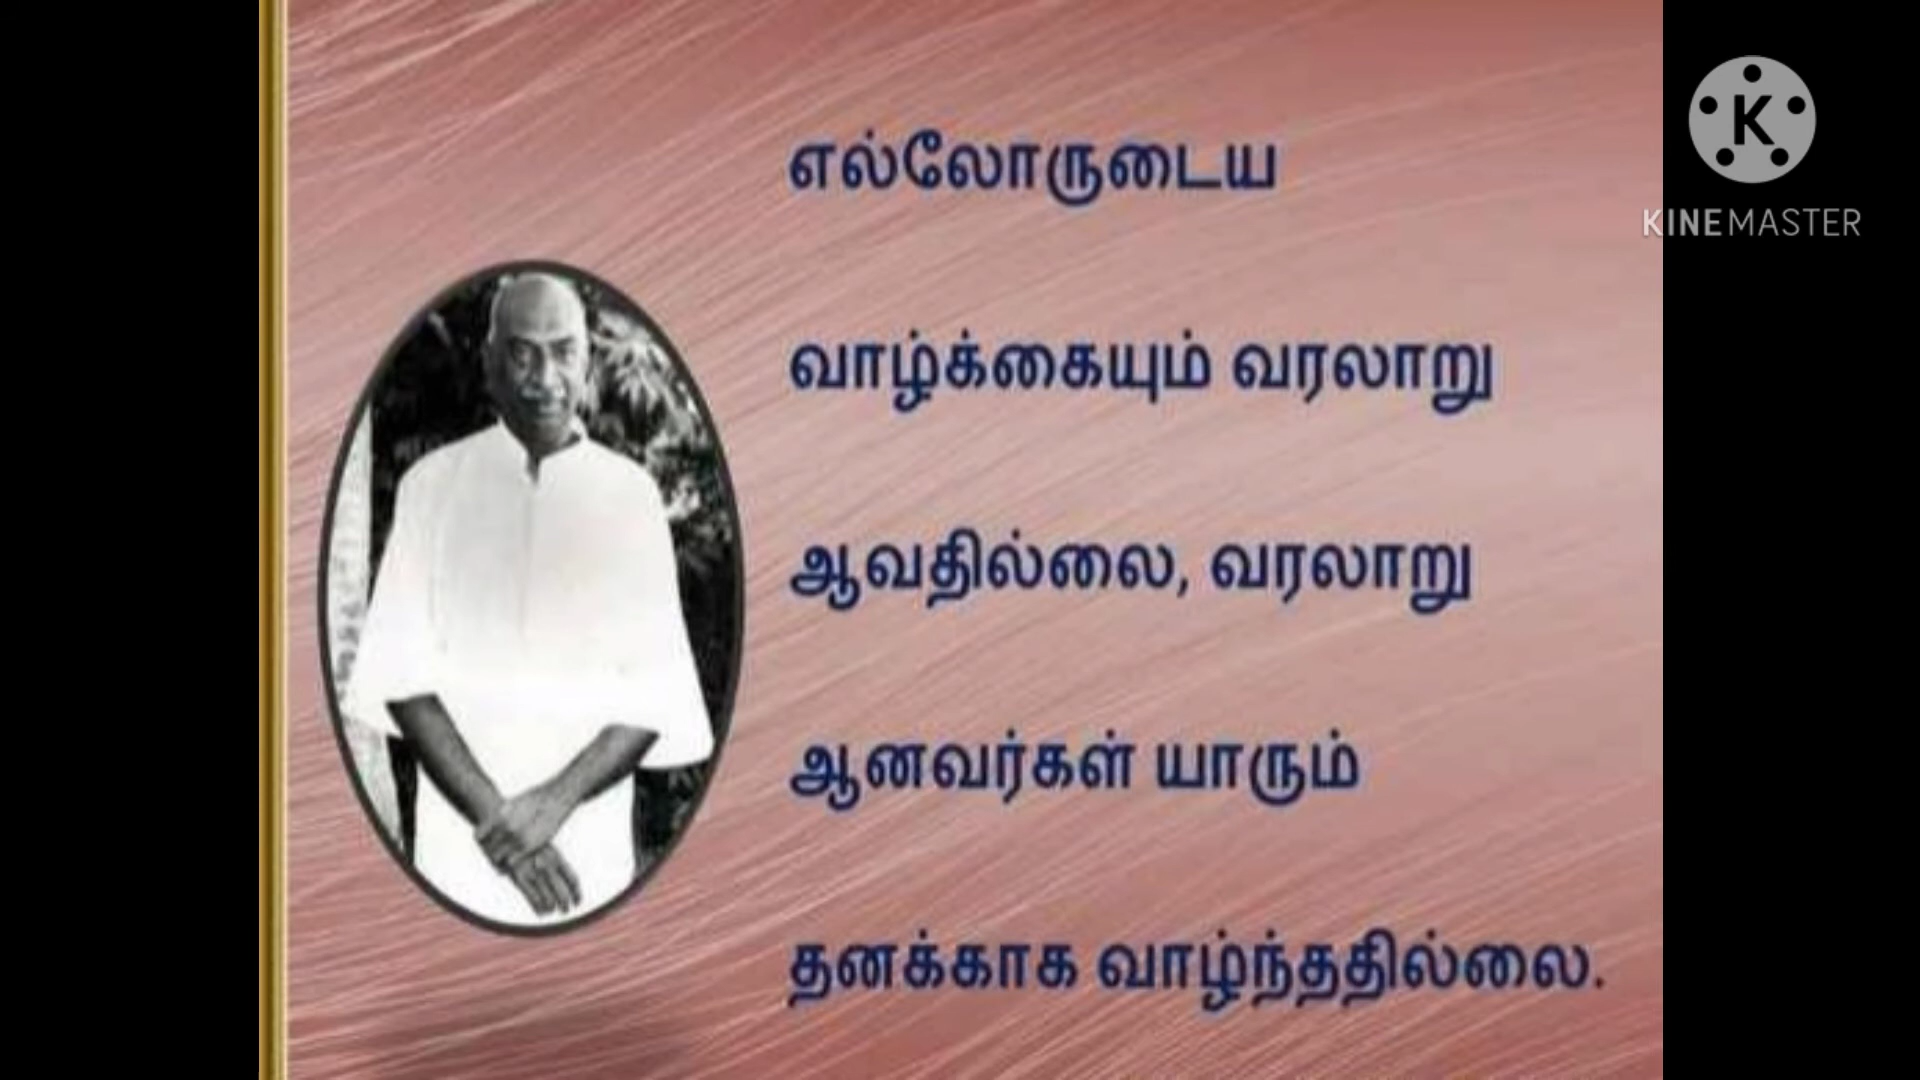 எல்லோருடைய
வாழ்க்கையும் வரலாறு
ஆவதில்லை, வரலாறு
ஆனவர்கள் யாரும்
தனக்காக வாழ்ந்ததில்லை.
K
KINEMASTER